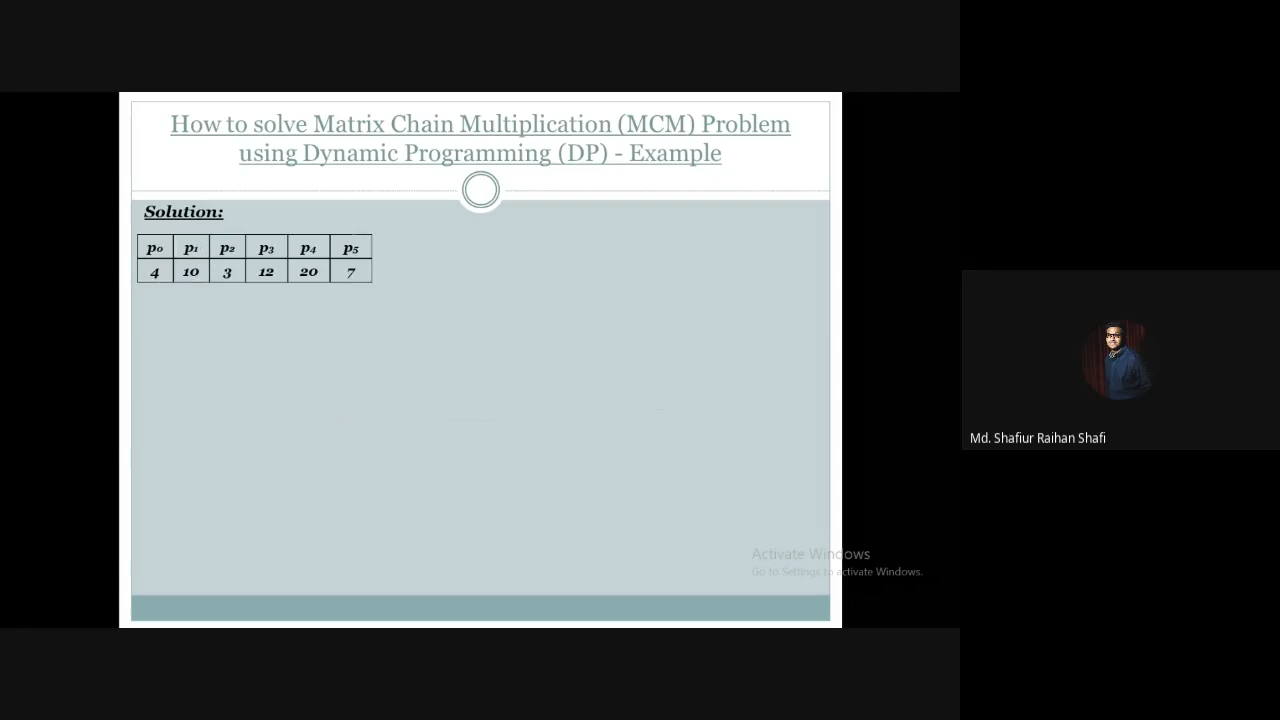 How to solve Matrix Chain Multiplication (MCM) Problem
using Dynamic Programming (DP) - Example
Solution:
p0 p1 p2 p3 p4 p5
4 10 3 12 20 7
Md. Shafiur Raihan Shafi
Activate Windows
Go to Settings to activate Windows.